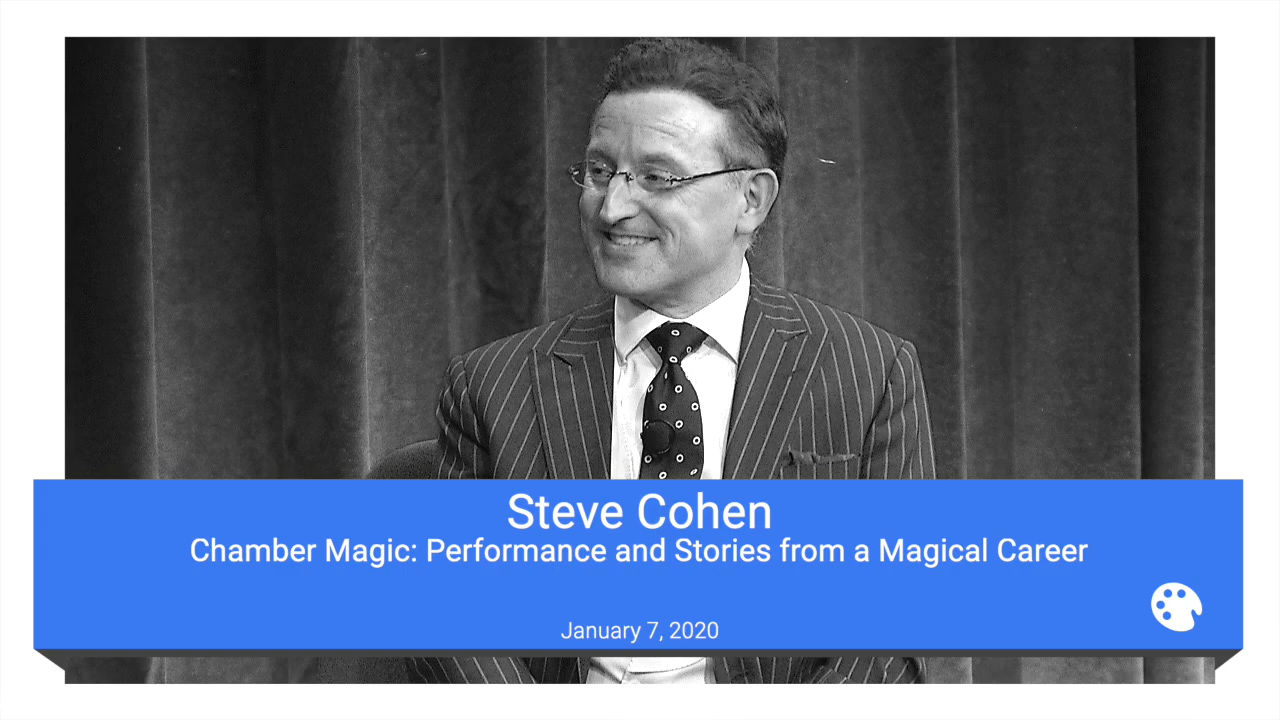 Steve Cohen
Chamber Magic: Performance and Stories from a Magical Career
January 7, 2020